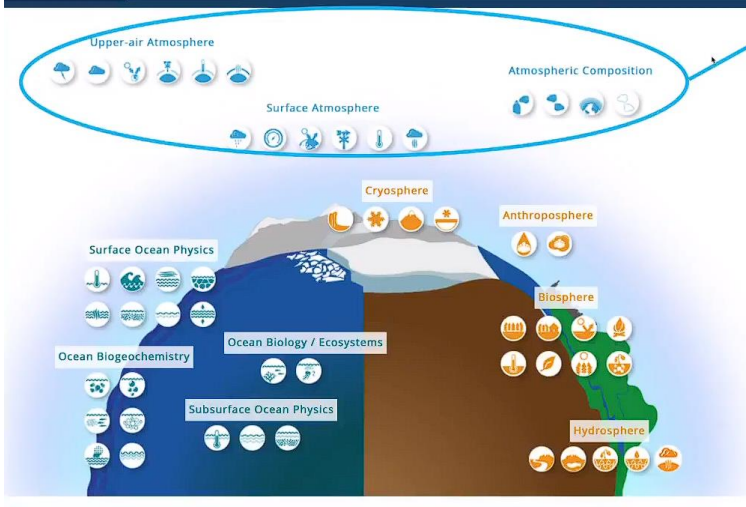 Upper-air Atmosphere
Atmospheric Composition
Surface Atmosphere
Cryosphere
Anthroposphere
Surface Ocean Physics
Biosphere
Ocean Biology / Ecosystems
Ocean Biogeochemistry
Subsurface Ocean Physics
Hydrosphere